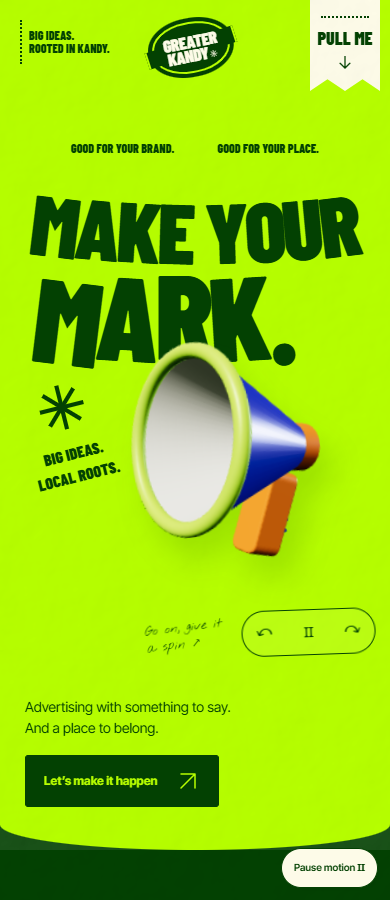 BIG IDEAS.
ROOTED IN KANDY.
GREATER
KANDY
PULL ME
GOOD FOR YOUR BRAND.
GOOD FOR YOUR PLACE.
MAKE YOUR
MARK.
BIG IDEAS.
LOCAL ROOTS.
Go on, give it
a spin ↗
Advertising with something to say.
And a place to belong.
Let's make it happen
Pause motion